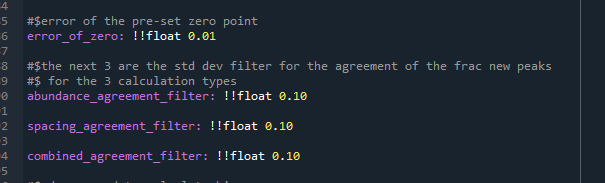 #$error of the pre-set zero point
error_of_zero: !!float 0.01
#$the next 3 are the std dev filter for the agreement of the frac new peaks
#$ for the 3 calculation types
abundance_agreement_filter: !!float 0.10
spacing_agreement_filter: !!float 0.10
combined_agreement_filter: !!float 0.10